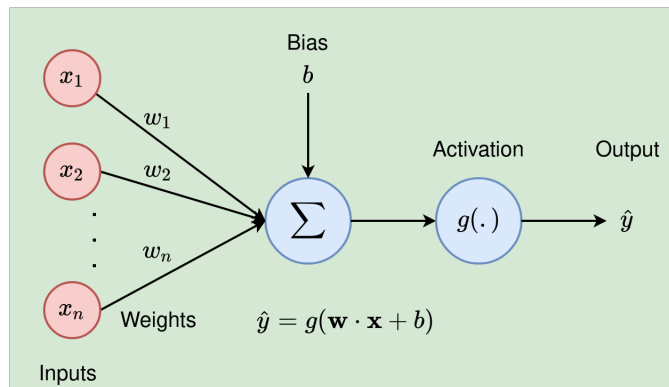 Bias
b
x₁
w₁
Activation
Output
x₂
w₂
∑
g(.)
ŷ
wₙ
xₙ
Weights
ŷ = g(𝐰 · 𝐱 + b)
Inputs